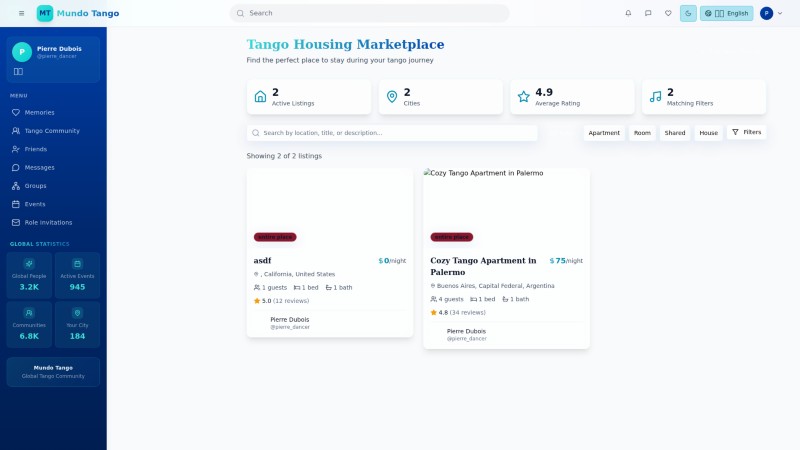 MT Mundo Tango
Search
English
P
P
Pierre Dubois
@pierre_dancer
MENU
Memories
Tango Community
Friends
Messages
Groups
Events
Role Invitations
GLOBAL STATISTICS
Global People
3.2K
Active Events
945
Communities
6.8K
Your City
184
Mundo Tango
Global Tango Community
Tango Housing Marketplace
Find the perfect place to stay during your tango journey
2
Active Listings
2
Cities
4.9
Average Rating
2
Matching Filters
Search by location, title, or description...
Apartment
Room
Shared
House
Filters
Showing 2 of 2 listings
entire place
asdf
$0/night
, California, United States
1 guests 1 bed 1 bath
5.0 (12 reviews)
Pierre Dubois
@pierre_dancer
Cozy Tango Apartment in Palermo
entire place
Cozy Tango Apartment in
Palermo
$75/night
Buenos Aires, Capital Federal, Argentina
4 guests 1 bed 1 bath
4.8 (34 reviews)
Pierre Dubois
@pierre_dancer